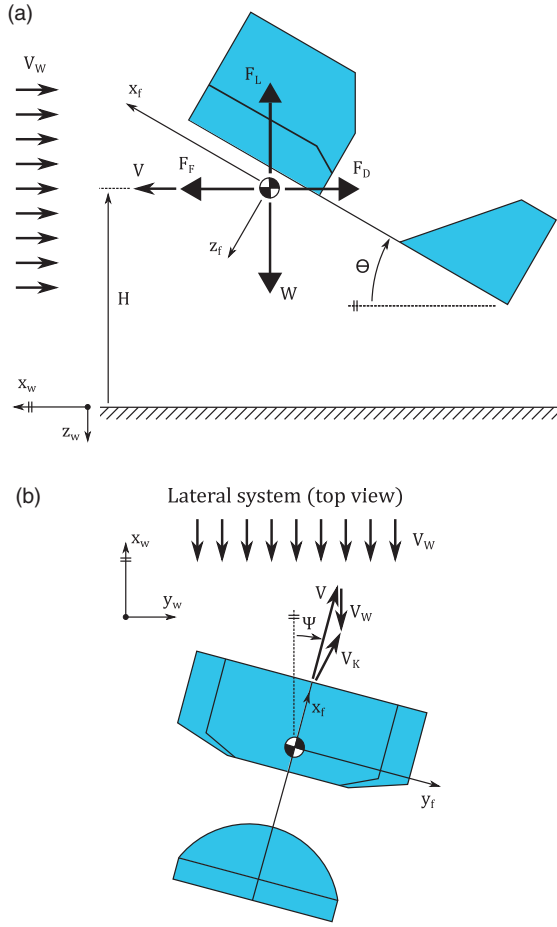 (a)
V_W
F_L
x_f
V
F_F
F_D
z_f
W
Θ
H
x_w
z_w
(b)
Lateral system (top view)
x_w
V_W
y_w
V
V_W
Ψ
V_K
x_f
y_f